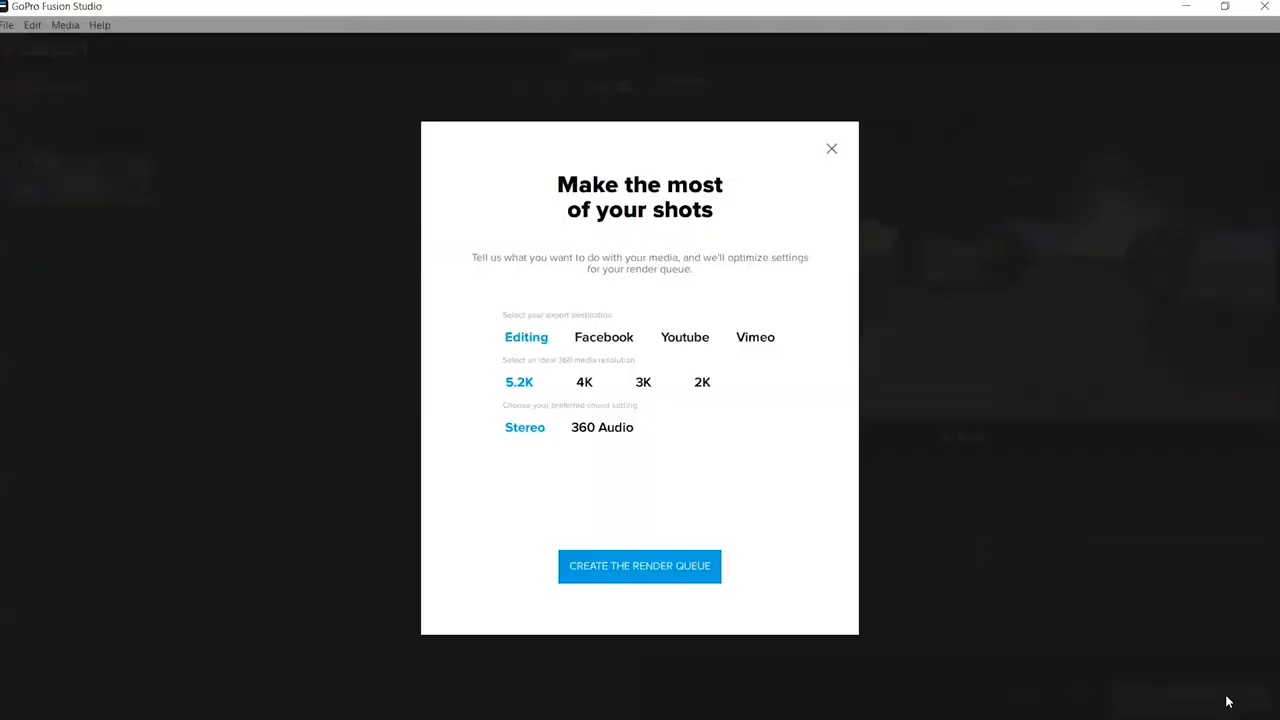 GoPro Fusion Studio
File Edit Media Help
Make the most
of your shots
Tell us what you want to do with your media, and we'll optimize settings
for your render queue.
Select your export destination
Editing Facebook Youtube Vimeo
Select an ideal 360 media resolution
5.2K 4K 3K 2K
Choose your preferred sound setting
Stereo 360 Audio
CREATE THE RENDER QUEUE